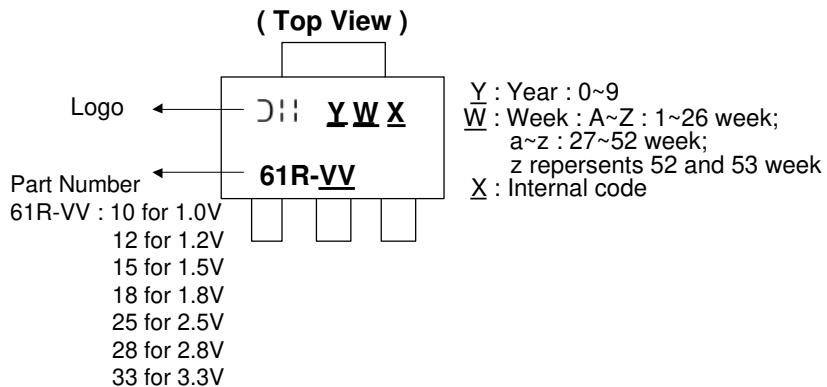 ( Top View )
Logo
Y W X
61R-VV
Y : Year : 0~9
W : Week : A~Z : 1~26 week;
a~z : 27~52 week;
z repersents 52 and 53 week
X : Internal code
Part Number
61R-VV : 10 for 1.0V
12 for 1.2V
15 for 1.5V
18 for 1.8V
25 for 2.5V
28 for 2.8V
33 for 3.3V